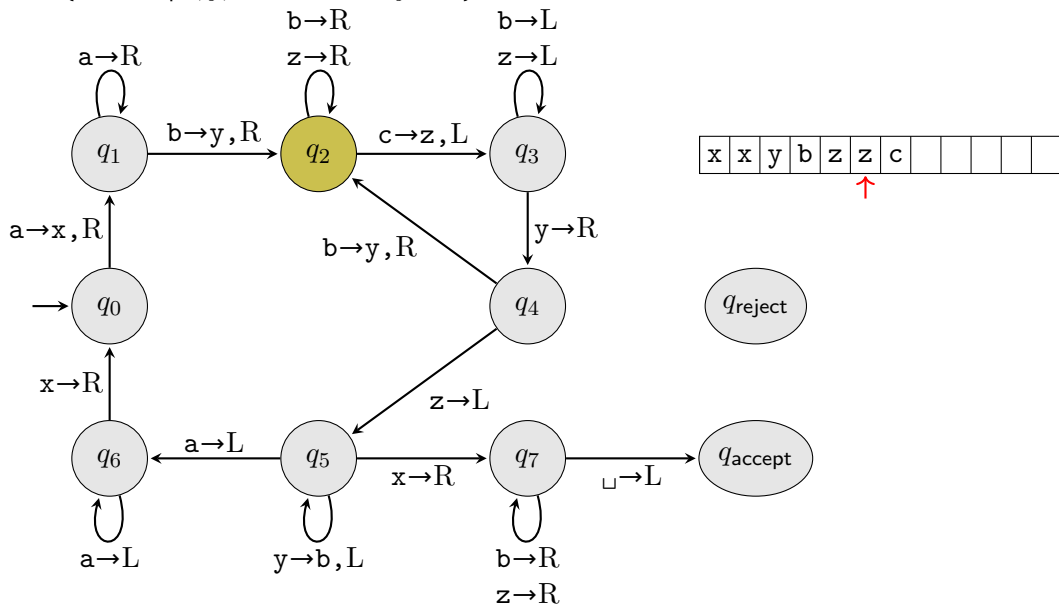 b→R
z→R
b→L
z→L
a→R
q1
b→y,R
q2
c→z,L
q3
x x y b z z c
a→x,R
b→y,R
y→R
q0
q4
qreject
x→R
z→L
q6
a→L
q5
x→R
q7
␣→L
qaccept
a→L
y→b,L
b→R
z→R